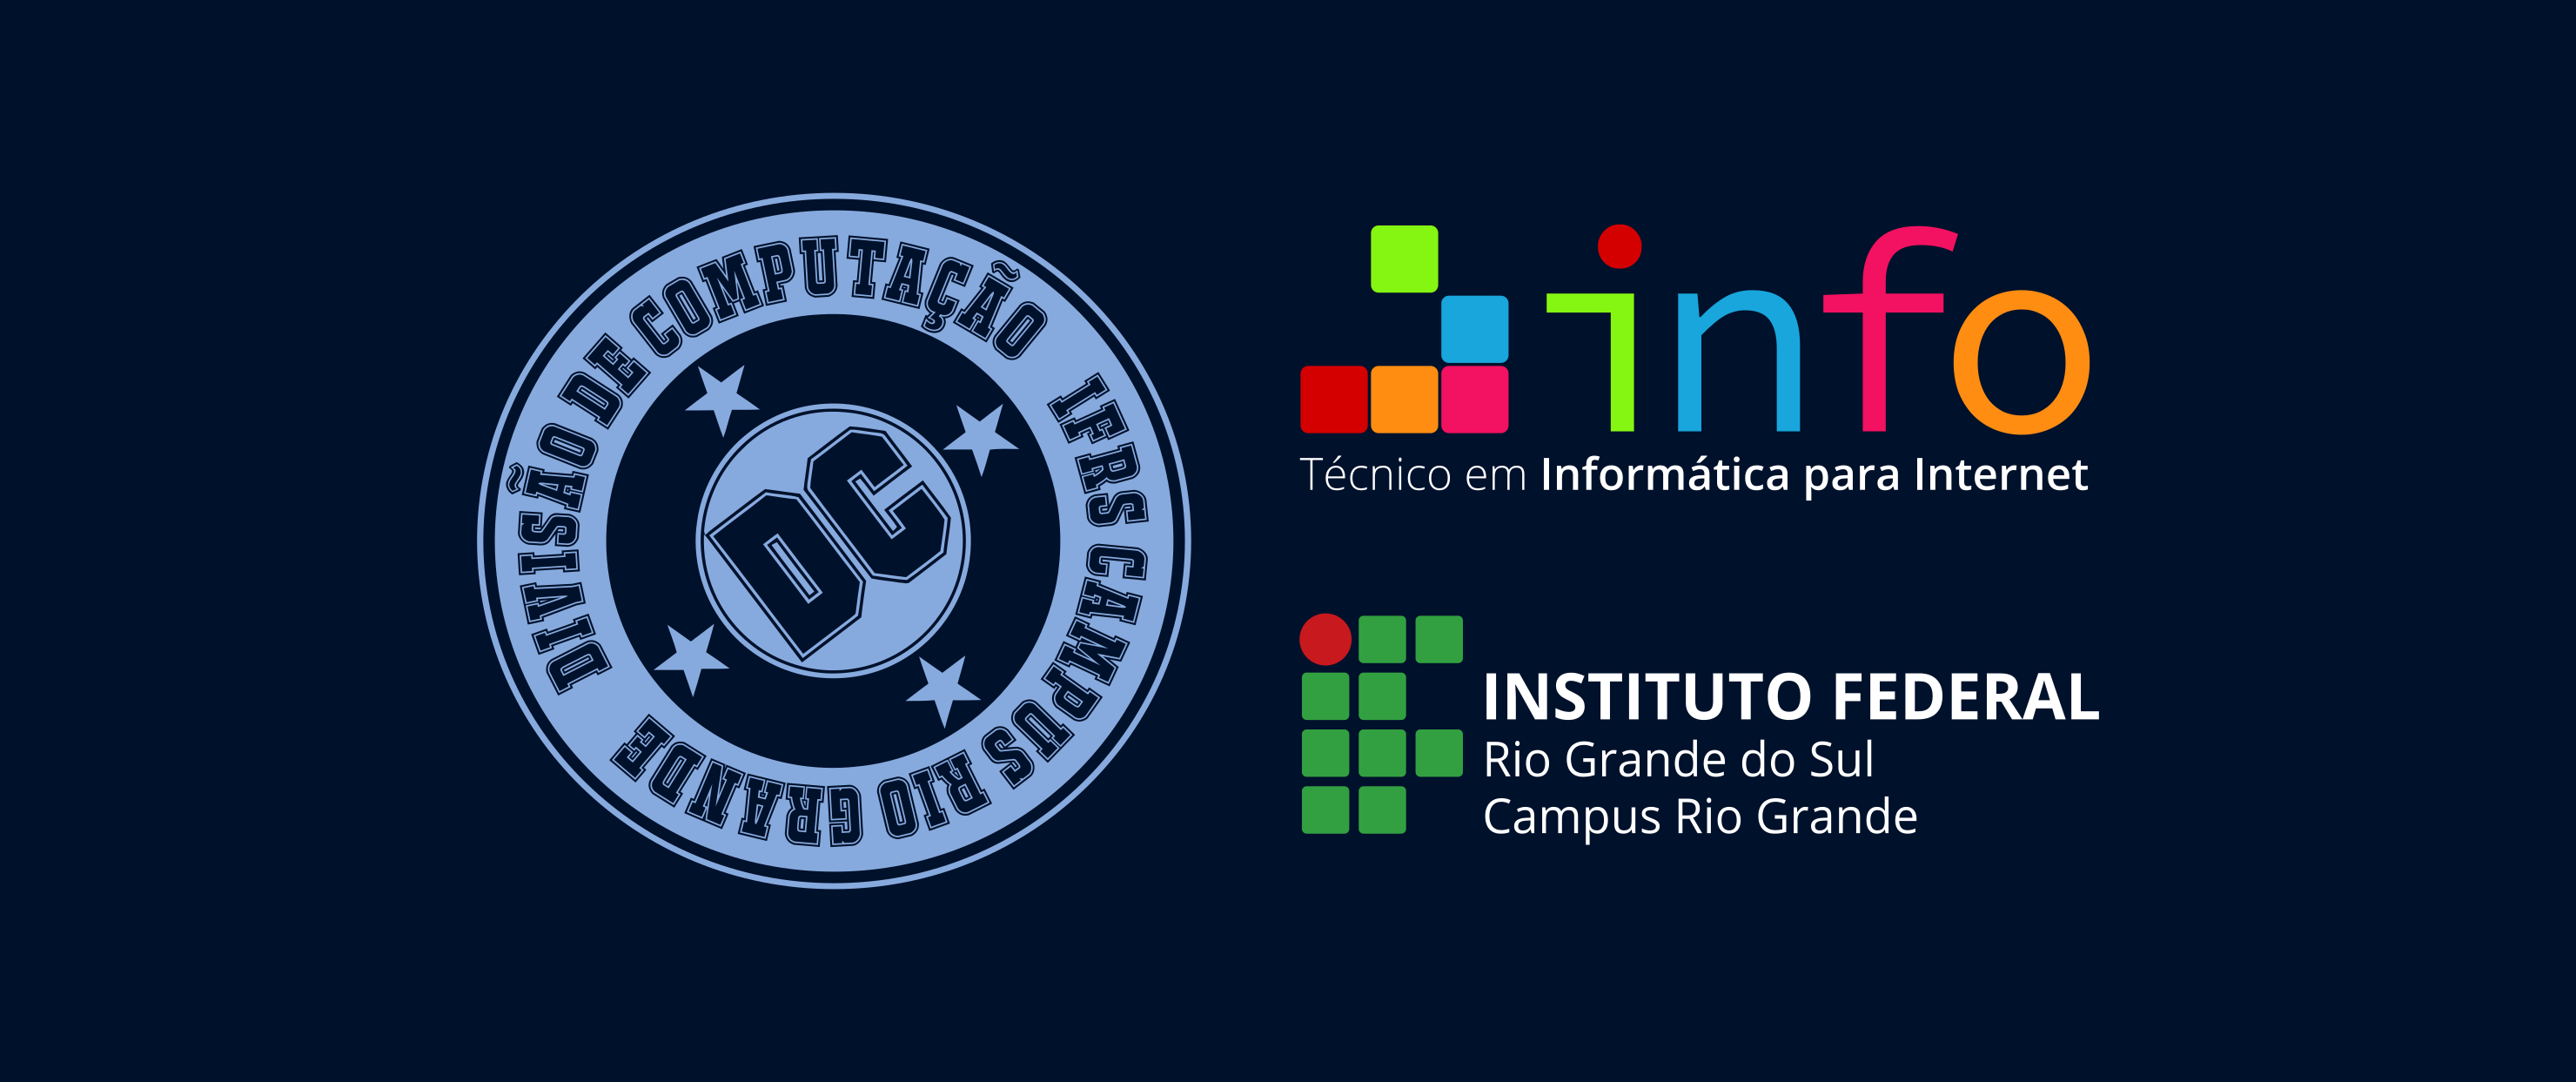 DIVISÃO DE COMPUTAÇÃO IFRS CAMPUS RIO GRANDE
DC
info
Técnico em Informática para Internet
INSTITUTO FEDERAL
Rio Grande do Sul
Campus Rio Grande